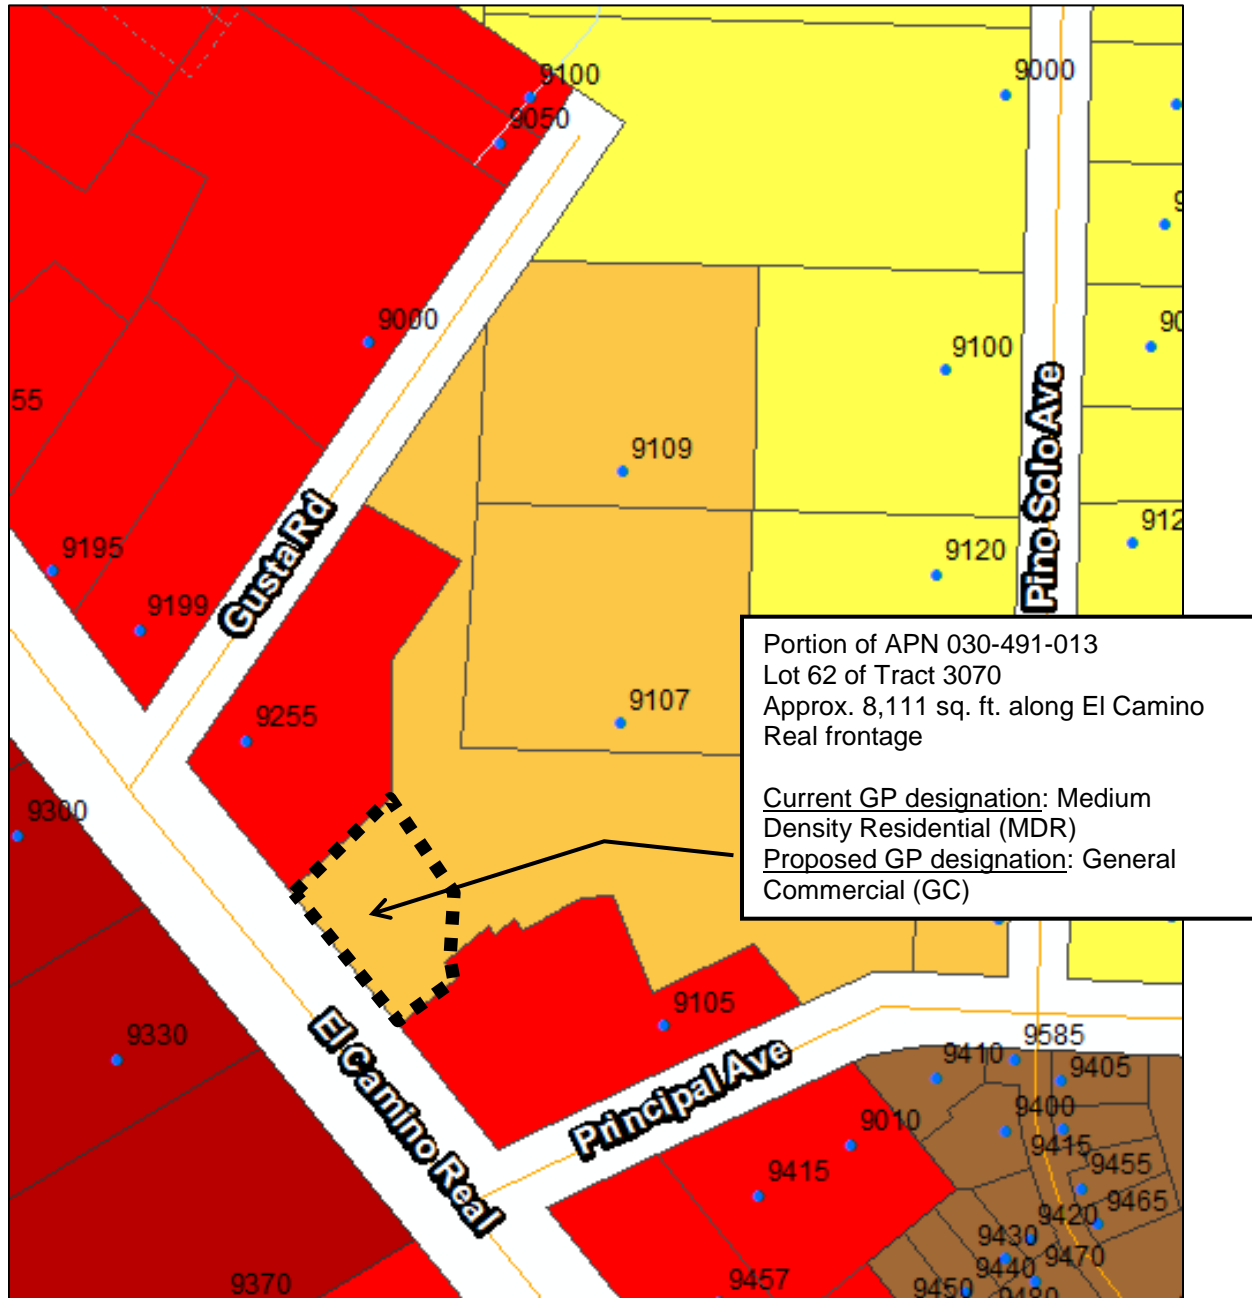 9100
9050
9000
9000
9100
90
9109
55
9120
912
9195
9199
Gusta Rd
Pino Solo Ave
9255
9107
Portion of APN 030-491-013
Lot 62 of Tract 3070
Approx. 8,111 sq. ft. along El Camino
Real frontage
Current GP designation: Medium
Density Residential (MDR)
Proposed GP designation: General
Commercial (GC)
9300
9330
9105
El Camino Real
Principal Ave
9585
9410
9405
9400
9010
9415
9415
9455
9465
9420
9430
9470
9440
9450
9480
9370
9457